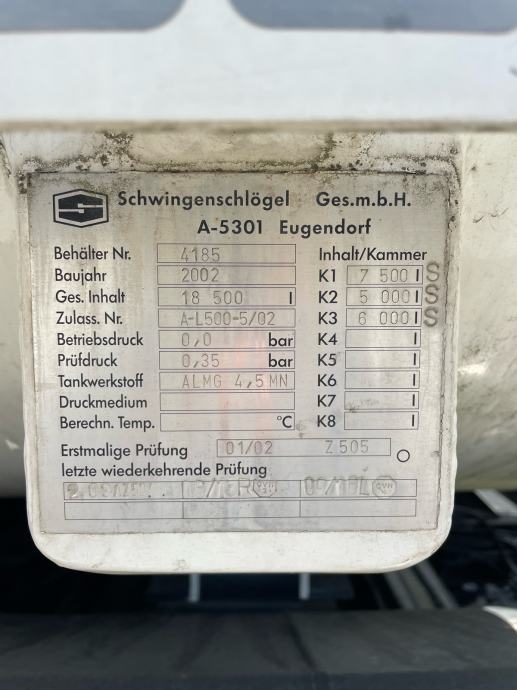 Schwingenschlögel Ges.m.b.H.
A-5301 Eugendorf
Behälter Nr. 4185 Inhalt/Kammer
Baujahr 2002 K1 7 500 l S
Ges. Inhalt 18 500 l K2 5 000 l S
Zulass. Nr. A-L500-5/02 K3 6 000 l S
Betriebsdruck 0,0 bar K4 l
Prüfdruck 0,35 bar K5 l
Tankwerkstoff ALMG 4,5 MN K6 l
Druckmedium K7 l
Berechn. Temp. °C K8 l
Erstmalige Prüfung 01/02 Z 505
letzte wiederkehrende Prüfung